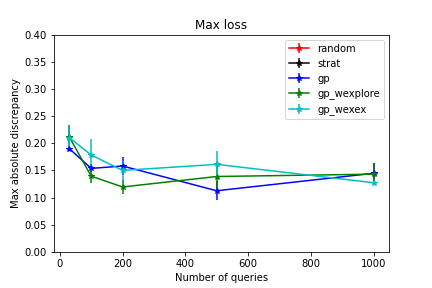 Max loss
0.40
0.35
0.30
0.25
0.20
0.15
0.10
0.05
0.00
Max absolute discrepancy
random
strat
gp
gp_wexplore
gp_wexex
0 200 400 600 800 1000
Number of queries